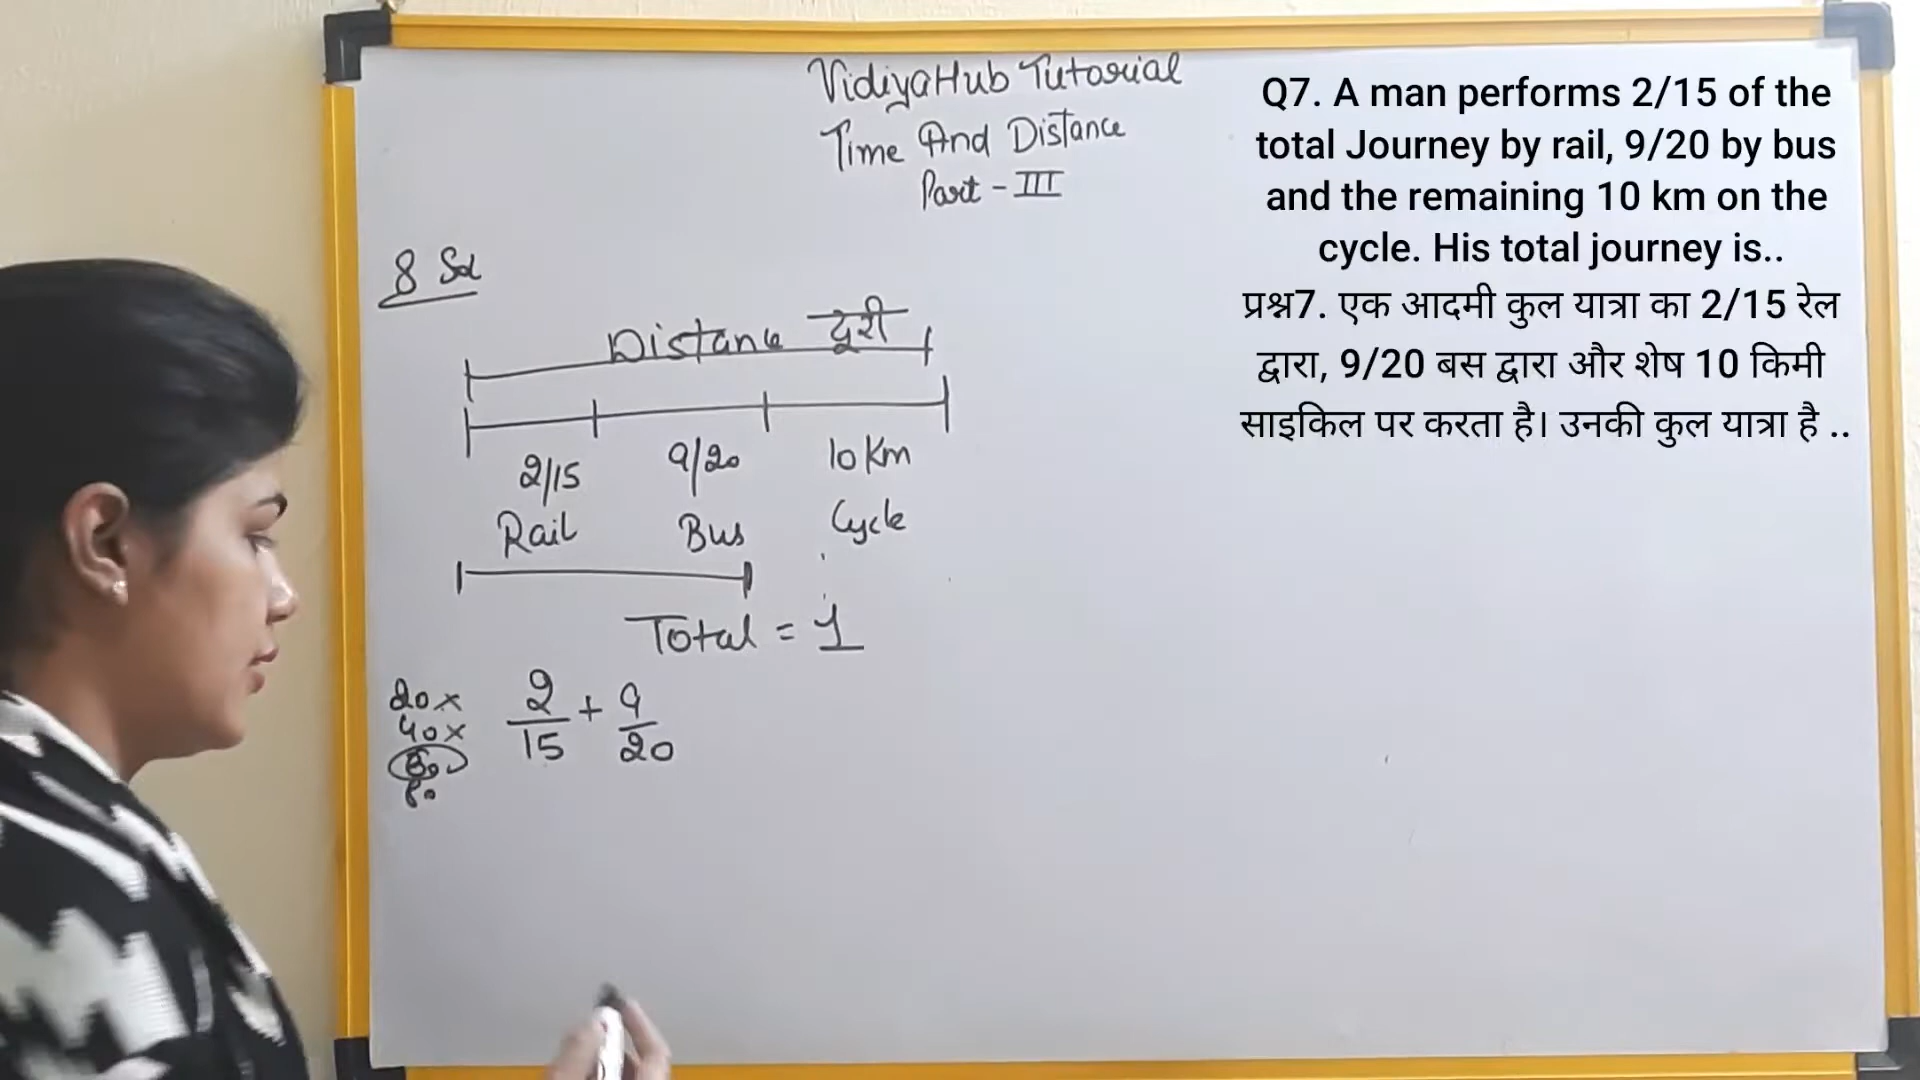 VidiyaHub Tutorial
Time And Distance
Part - III
Q7. A man performs 2/15 of the
total Journey by rail, 9/20 by bus
and the remaining 10 km on the
cycle. His total journey is..
प्रश्न7. एक आदमी कुल यात्रा का 2/15 रेल
द्वारा, 9/20 बस द्वारा और शेष 10 किमी
साइकिल पर करता है। उनकी कुल यात्रा है ..
8 Sol
Distance दूरी
2/15 9/20 10 Km
Rail Bus Cycle
Total = 1
20 x
40 x
60
80
2/15 + 9/20